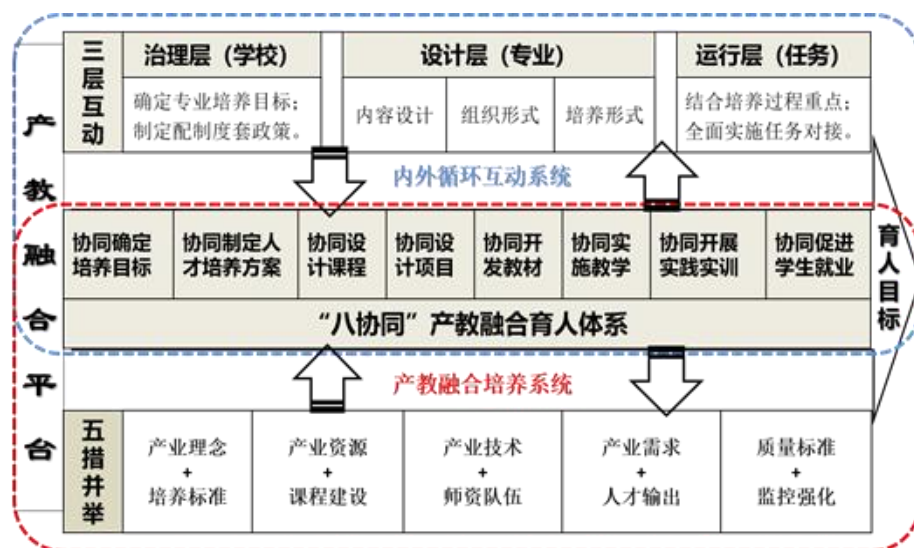 产教融合平台
三层互动
治理层（学校）
设计层（专业）
运行层（任务）
确定专业培养目标；
制定配制度套政策。
内容设计
组织形式
培养形式
结合培养过程重点；
全面实施任务对接。
内外循环互动系统
协同确定
培养目标
协同制定人
才培养方案
协同设
计课程
协同设
计项目
协同开
发教材
协同实
施教学
协同开展
实践实训
协同促进
学生就业
“八协同”产教融合育人体系
育人目标
产教融合培养系统
五措并举
产业理念
+
培养标准
产业资源
+
课程建设
产业技术
+
师资队伍
产业需求
+
人才输出
质量标准
+
监控强化